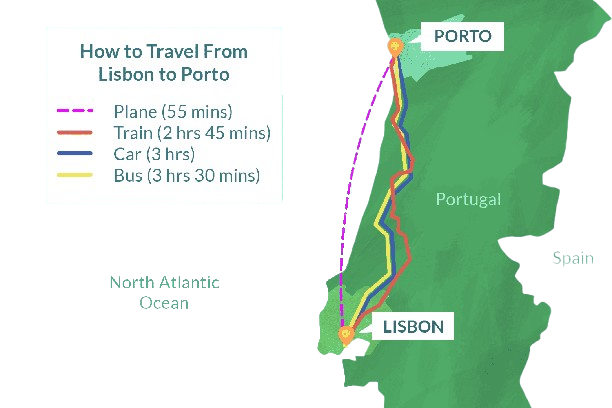 How to Travel From
Lisbon to Porto
Plane (55 mins)
Train (2 hrs 45 mins)
Car (3 hrs)
Bus (3 hrs 30 mins)
PORTO
Portugal
Spain
North Atlantic
Ocean
LISBON